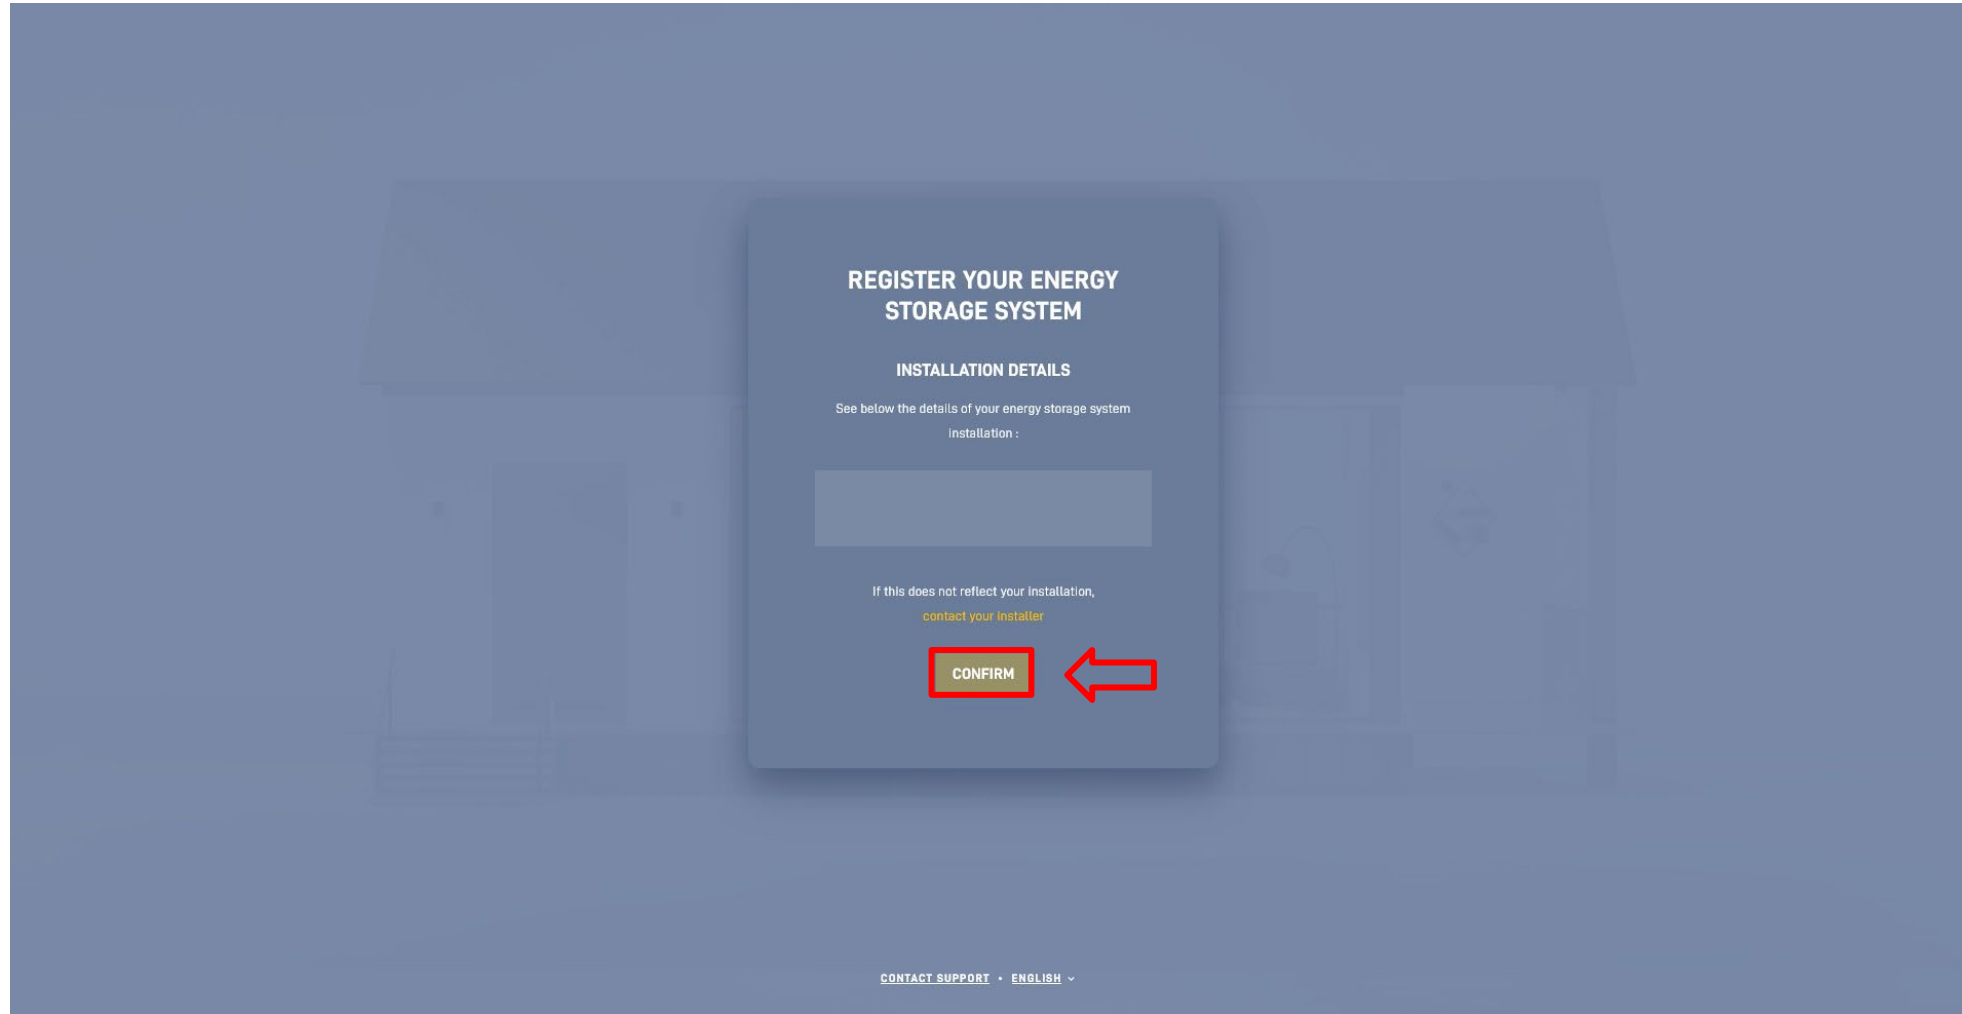 REGISTER YOUR ENERGY
STORAGE SYSTEM
INSTALLATION DETAILS
See below the details of your energy storage system
installation :
If this does not reflect your installation,
contact your installer
CONFIRM
CONTACT SUPPORT • ENGLISH